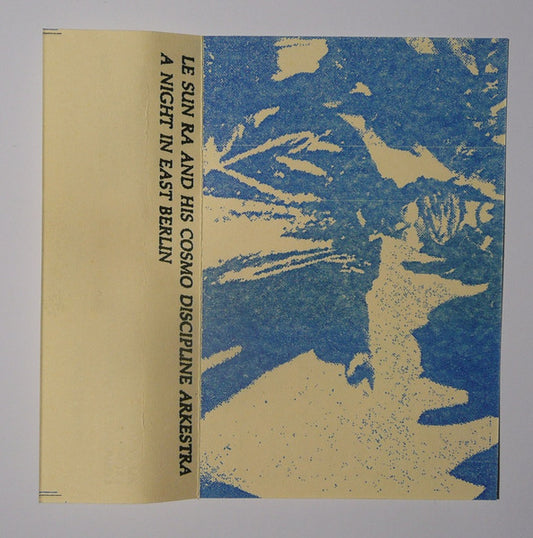 LE SUN RA AND HIS COSMO DISCIPLINE ARKESTRA
A NIGHT IN EAST BERLIN